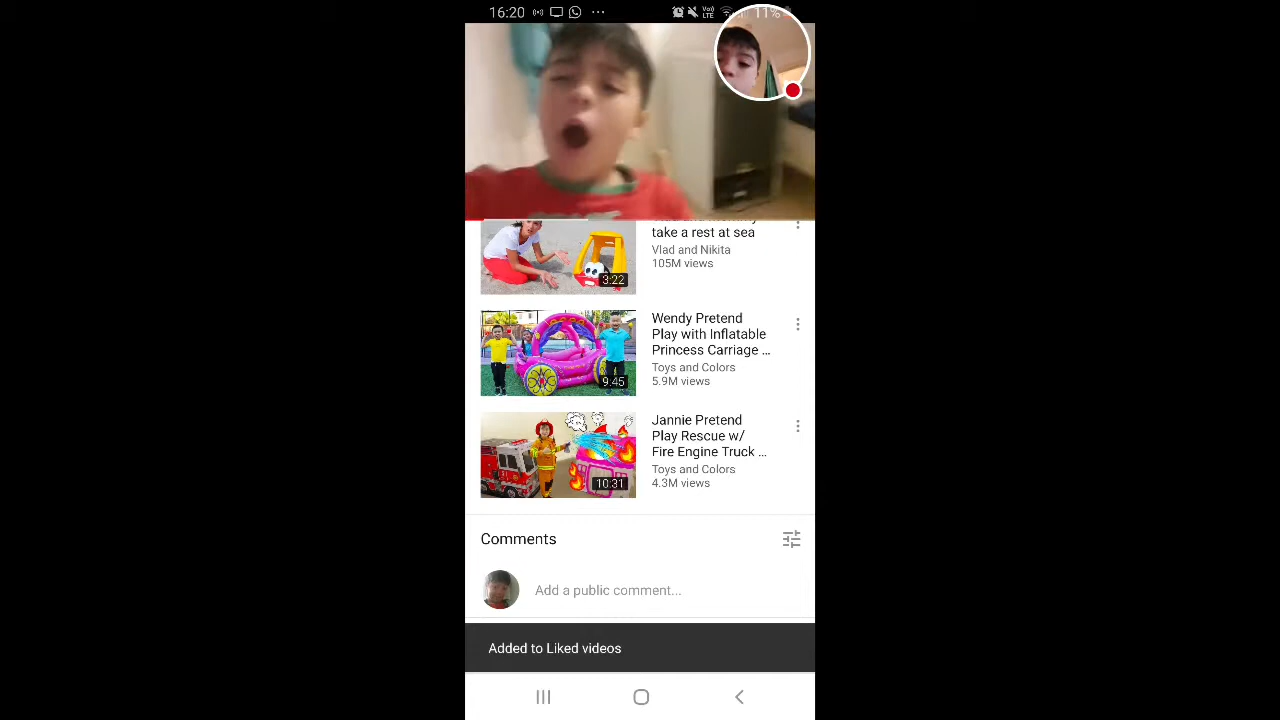 16:20
Vo))
LTE
11%
take a rest at sea
Vlad and Nikita
105M views
3:22
Wendy Pretend
Play with Inflatable
Princess Carriage ...
Toys and Colors
5.9M views
9:45
Jannie Pretend
Play Rescue w/
Fire Engine Truck ...
Toys and Colors
4.3M views
10:31
Comments
Add a public comment...
Added to Liked videos